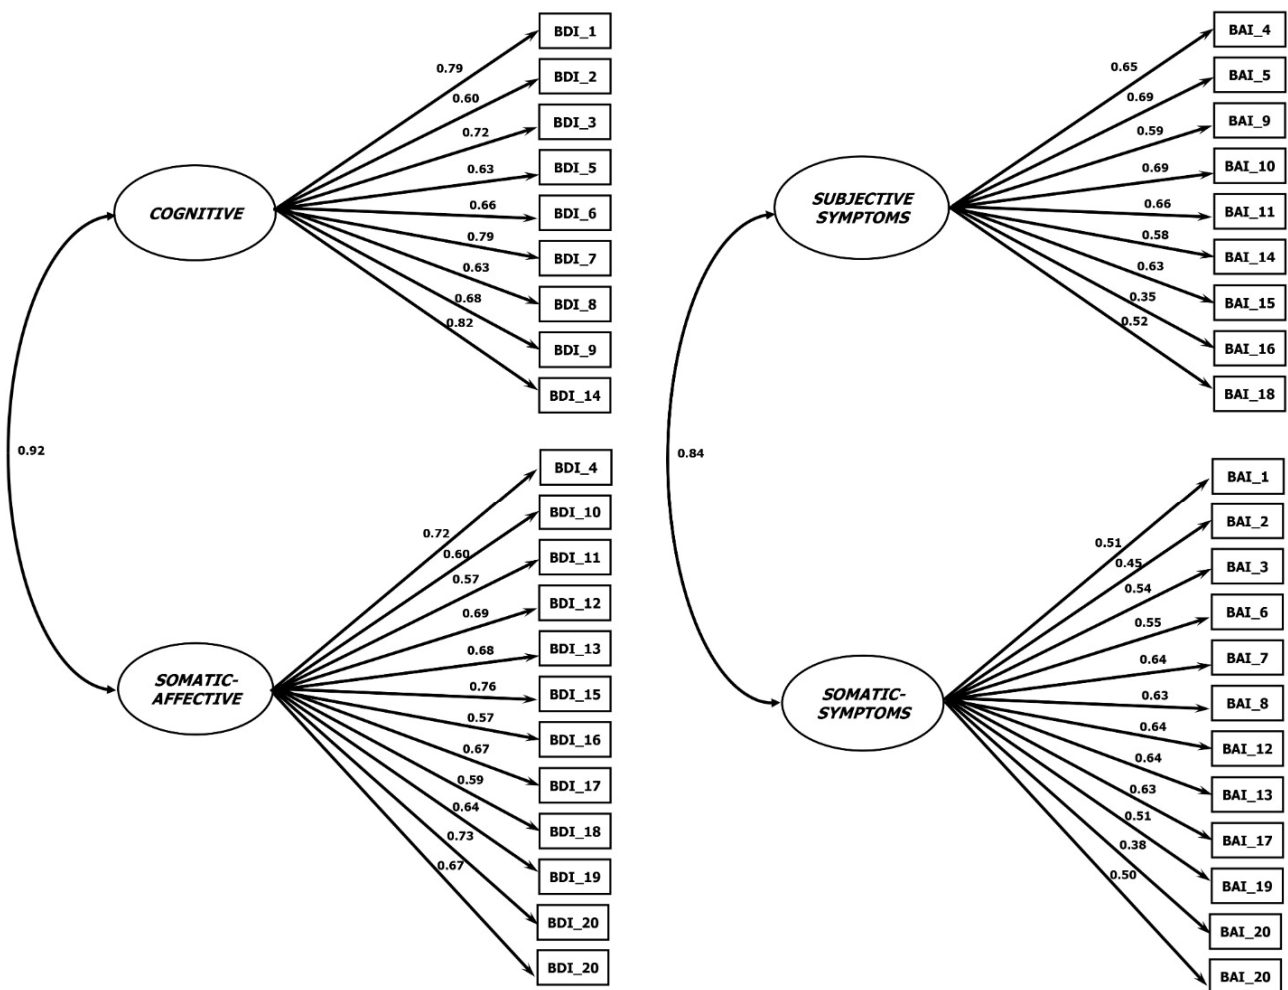 BDI_1
0.79
BDI_2
0.60
BDI_3
0.72
BDI_5
0.63
COGNITIVE
BDI_6
0.66
BDI_7
0.79
BDI_8
0.63
BDI_9
0.68
BDI_14
0.82
0.92
BDI_4
0.72
BDI_10
0.60
BDI_11
0.57
BDI_12
0.69
BDI_13
0.68
SOMATIC-
AFFECTIVE
BDI_15
0.76
BDI_16
0.57
BDI_17
0.67
BDI_18
0.59
BDI_19
0.64
BDI_20
0.73
BDI_20
0.67
BAI_4
0.65
BAI_5
0.69
BAI_9
0.59
BAI_10
0.69
SUBJECTIVE
SYMPTOMS
BAI_11
0.66
BAI_14
0.58
BAI_15
0.63
BAI_16
0.35
BAI_18
0.52
0.84
BAI_1
0.51
BAI_2
0.45
BAI_3
0.54
BAI_6
0.55
BAI_7
0.64
SOMATIC-
SYMPTOMS
BAI_8
0.63
BAI_12
0.64
BAI_13
0.64
BAI_17
0.63
BAI_19
0.51
BAI_20
0.38
BAI_20
0.50